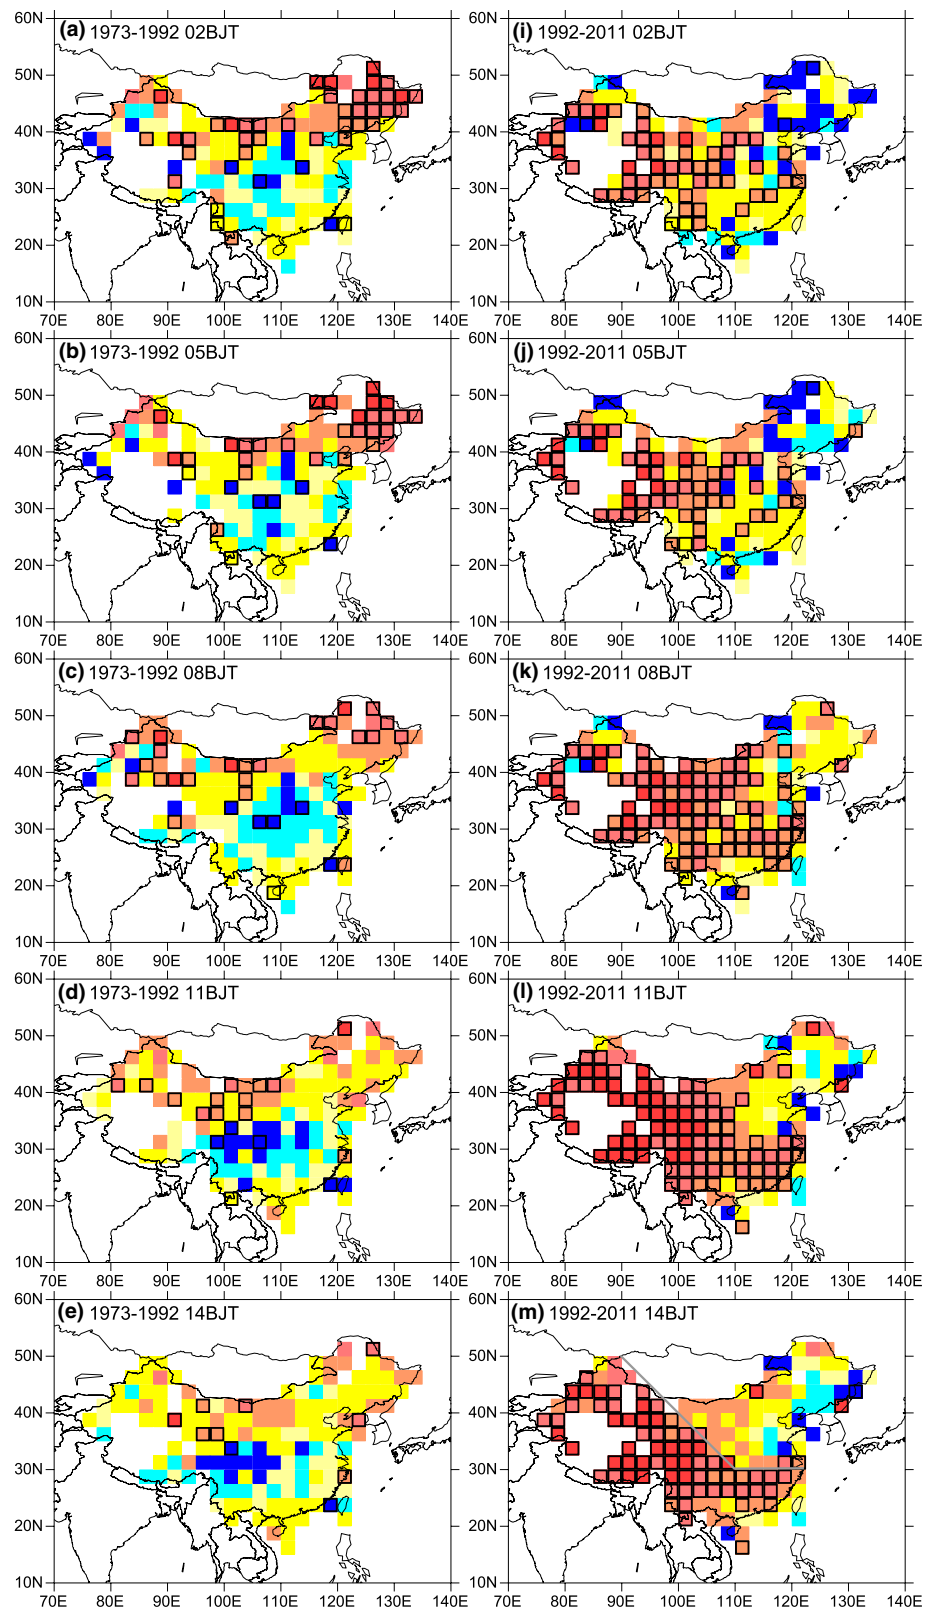 (a) 1973-1992 02BJT
60N
50N
40N
30N
20N
10N
70E 80E 90E 100E 110E 120E 130E 140E
(i) 1992-2011 02BJT
60N
50N
40N
30N
20N
10N
70E 80E 90E 100E 110E 120E 130E 140E
(b) 1973-1992 05BJT
60N
50N
40N
30N
20N
10N
70E 80E 90E 100E 110E 120E 130E 140E
(j) 1992-2011 05BJT
60N
50N
40N
30N
20N
10N
70E 80E 90E 100E 110E 120E 130E 140E
(c) 1973-1992 08BJT
60N
50N
40N
30N
20N
10N
70E 80E 90E 100E 110E 120E 130E 140E
(k) 1992-2011 08BJT
60N
50N
40N
30N
20N
10N
70E 80E 90E 100E 110E 120E 130E 140E
(d) 1973-1992 11BJT
60N
50N
40N
30N
20N
10N
70E 80E 90E 100E 110E 120E 130E 140E
(l) 1992-2011 11BJT
60N
50N
40N
30N
20N
10N
70E 80E 90E 100E 110E 120E 130E 140E
(e) 1973-1992 14BJT
60N
50N
40N
30N
20N
10N
70E 80E 90E 100E 110E 120E 130E 140E
(m) 1992-2011 14BJT
60N
50N
40N
30N
20N
10N
70E 80E 90E 100E 110E 120E 130E 140E